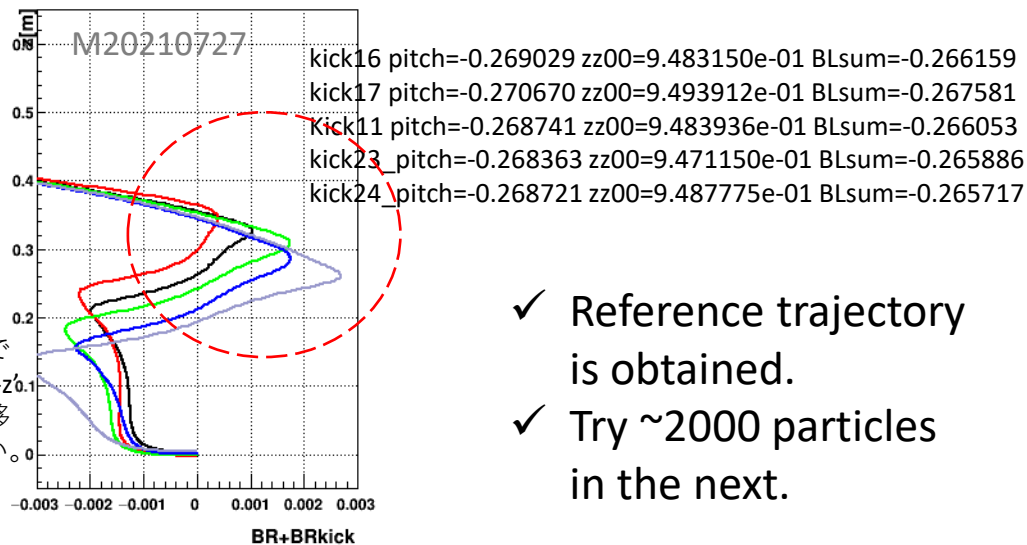 z[m]
M20210727
kick16 pitch=-0.269029 zz00=9.483150e-01 BLsum=-0.266159
kick17 pitch=-0.270670 zz00=9.493912e-01 BLsum=-0.267581
Kick11 pitch=-0.268741 zz00=9.483936e-01 BLsum=-0.266053
kick23_pitch=-0.268363 zz00=9.471150e-01 BLsum=-0.265886
kick24_pitch=-0.268721 zz00=9.487775e-01 BLsum=-0.265717
0.5
0.4
0.3
0.2
0.1
0
-0.003 -0.002 -0.001 0 0.001 0.002 0.003
BR+BRkick
✓ Reference trajectory
is obtained.
✓ Try ~2000 particles
in the next.